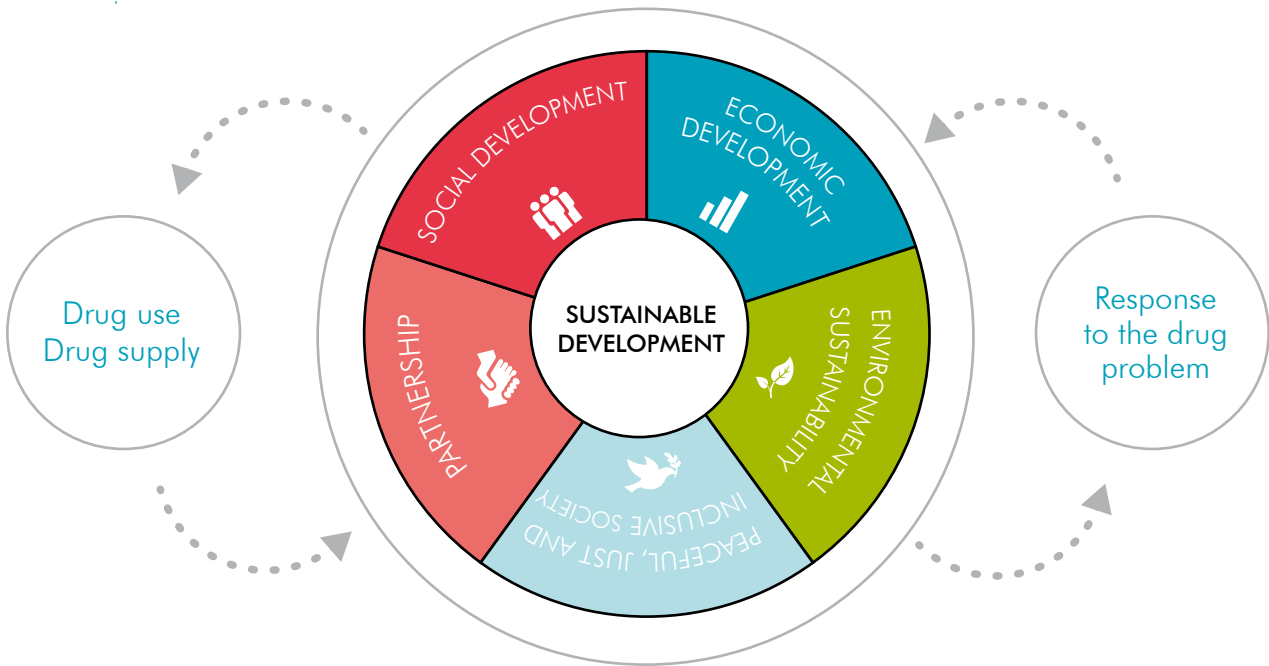 SOCIAL DEVELOPMENT
ECONOMIC
DEVELOPMENT
Drug use
Drug supply
SUSTAINABLE
DEVELOPMENT
Response
to the drug
problem
PARTNERSHIP
ENVIRONMENTAL
SUSTAINABILITY
PEACEFUL, JUST AND
INCLUSIVE SOCIETY